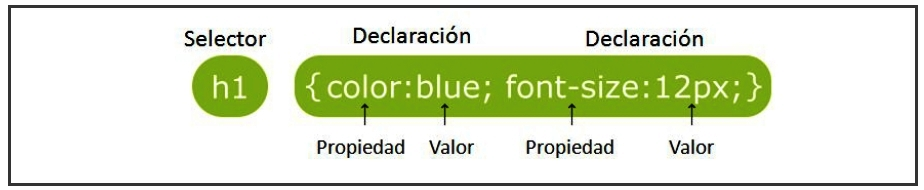 Selector Declaración Declaración
h1 {color:blue; font-size:12px;}
Propiedad Valor Propiedad Valor